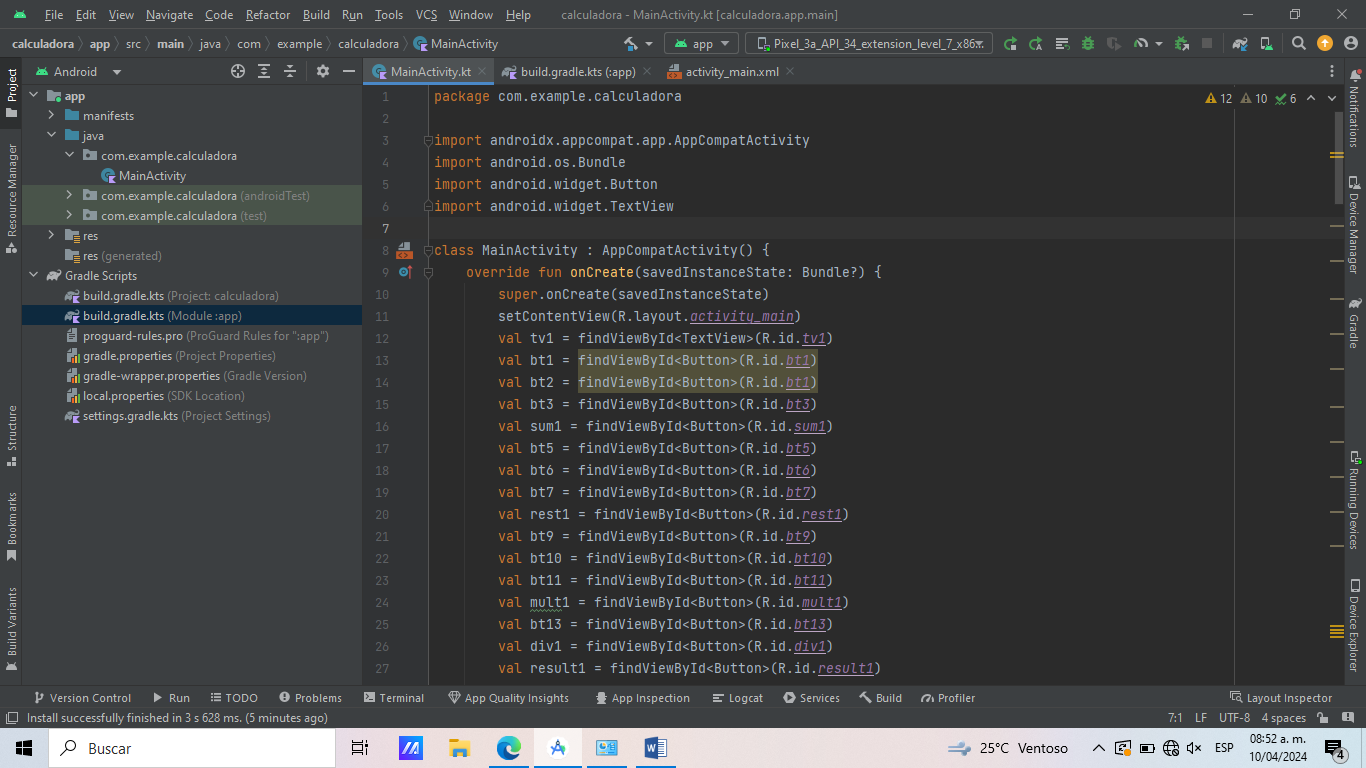 File Edit View Navigate Code Refactor Build Run Tools VCS Window Help calculadora - MainActivity.kt [calculadora.app.main]
calculadora app src main java com example calculadora MainActivity app Pixel_3a_API_34_extension_level_7_x86
Android MainActivity.kt build.gradle.kts (:app) activity_main.xml
Project
Resource Manager
Structure
Bookmarks
Build Variants
app
manifests
java
com.example.calculadora
MainActivity
com.example.calculadora (androidTest)
com.example.calculadora (test)
res
res (generated)
Gradle Scripts
build.gradle.kts (Project: calculadora)
build.gradle.kts (Module :app)
proguard-rules.pro (ProGuard Rules for ":app")
gradle.properties (Project Properties)
gradle-wrapper.properties (Gradle Version)
local.properties (SDK Location)
settings.gradle.kts (Project Settings)
12 10 6
1 package com.example.calculadora
2
3 import androidx.appcompat.app.AppCompatActivity
4 import android.os.Bundle
5 import android.widget.Button
6 import android.widget.TextView
7
8 class MainActivity : AppCompatActivity() {
9 override fun onCreate(savedInstanceState: Bundle?) {
10 super.onCreate(savedInstanceState)
11 setContentView(R.layout.activity_main)
12 val tv1 = findViewById<TextView>(R.id.tv1)
13 val bt1 = findViewById<Button>(R.id.bt1)
14 val bt2 = findViewById<Button>(R.id.bt1)
15 val bt3 = findViewById<Button>(R.id.bt3)
16 val sum1 = findViewById<Button>(R.id.sum1)
17 val bt5 = findViewById<Button>(R.id.bt5)
18 val bt6 = findViewById<Button>(R.id.bt6)
19 val bt7 = findViewById<Button>(R.id.bt7)
20 val rest1 = findViewById<Button>(R.id.rest1)
21 val bt9 = findViewById<Button>(R.id.bt9)
22 val bt10 = findViewById<Button>(R.id.bt10)
23 val bt11 = findViewById<Button>(R.id.bt11)
24 val mult1 = findViewById<Button>(R.id.mult1)
25 val bt13 = findViewById<Button>(R.id.bt13)
26 val div1 = findViewById<Button>(R.id.div1)
27 val result1 = findViewById<Button>(R.id.result1)
Notifications
Device Manager
Gradle
Running Devices
Device Explorer
Version Control Run TODO Problems Terminal App Quality Insights App Inspection Logcat Services Build Profiler Layout Inspector
Install successfully finished in 3 s 628 ms. (5 minutes ago) 7:1 LF UTF-8 4 spaces
Buscar 25°C Ventoso ESP 08:52 a. m.
10/04/2024 4